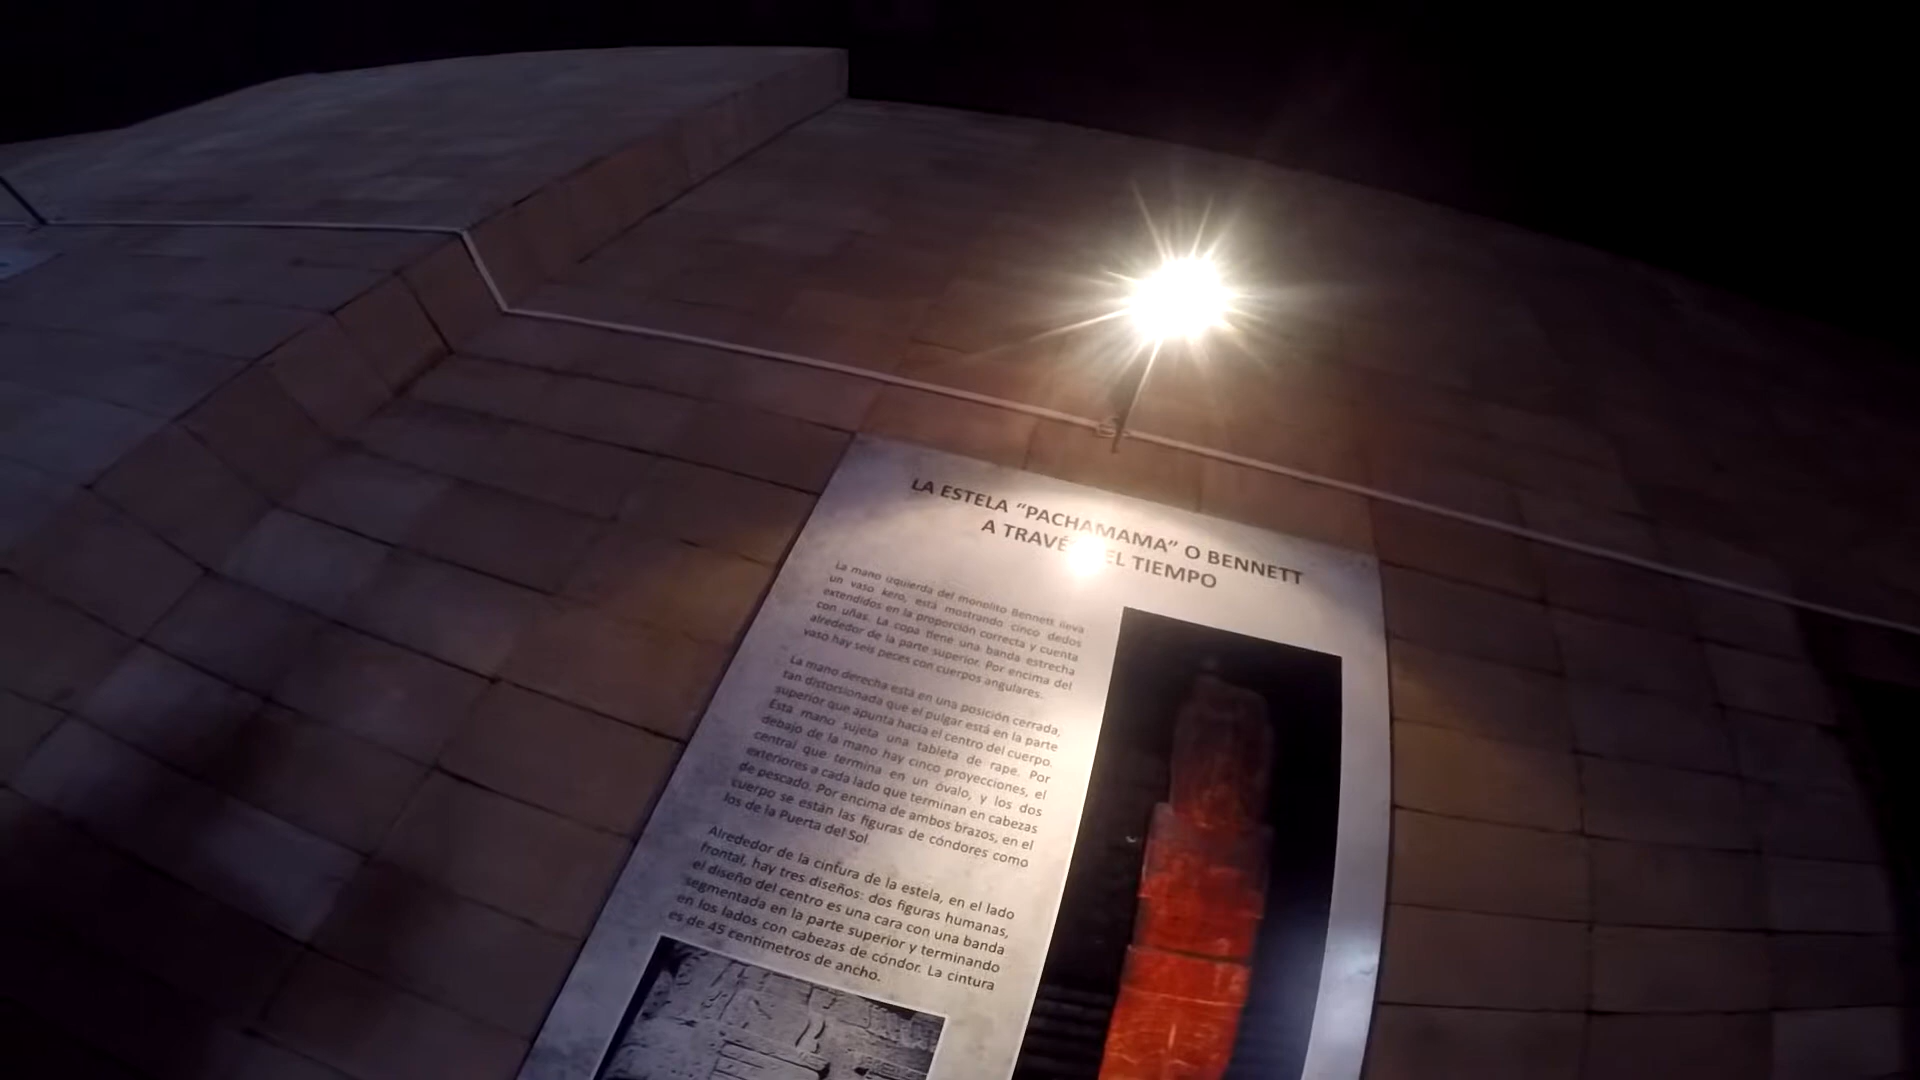 LA ESTELA “PACHAMAMA” O BENNETT
A TRAVÉ EL TIEMPO
La mano izquierda del monolito Bennett lleva
un vaso kero, está mostrando cinco dedos
extendidos en la proporción correcta y cuenta
con uñas. La copa tiene una banda estrecha
alrededor de la parte superior. Por encima del
vaso hay seis peces con cuerpos angulares.
La mano derecha está en una posición cerrada,
tan distorsionada que el pulgar está en la parte
superior que apunta hacia el centro del cuerpo.
Esta mano sujeta una tableta de rape. Por
debajo de la mano hay cinco proyecciones, el
central que termina en un óvalo, y los dos
exteriores a cada lado que terminan en cabezas
de pescado. Por encima de ambos brazos, en el
cuerpo se están las figuras de cóndores como
los de la Puerta del Sol.
Alrededor de la cintura de la estela, en el lado
frontal, hay tres diseños: dos figuras humanas,
el diseño del centro es una cara con una banda
segmentada en la parte superior y terminando
en los lados con cabezas de cóndor. La cintura
es de 45 centímetros de ancho.